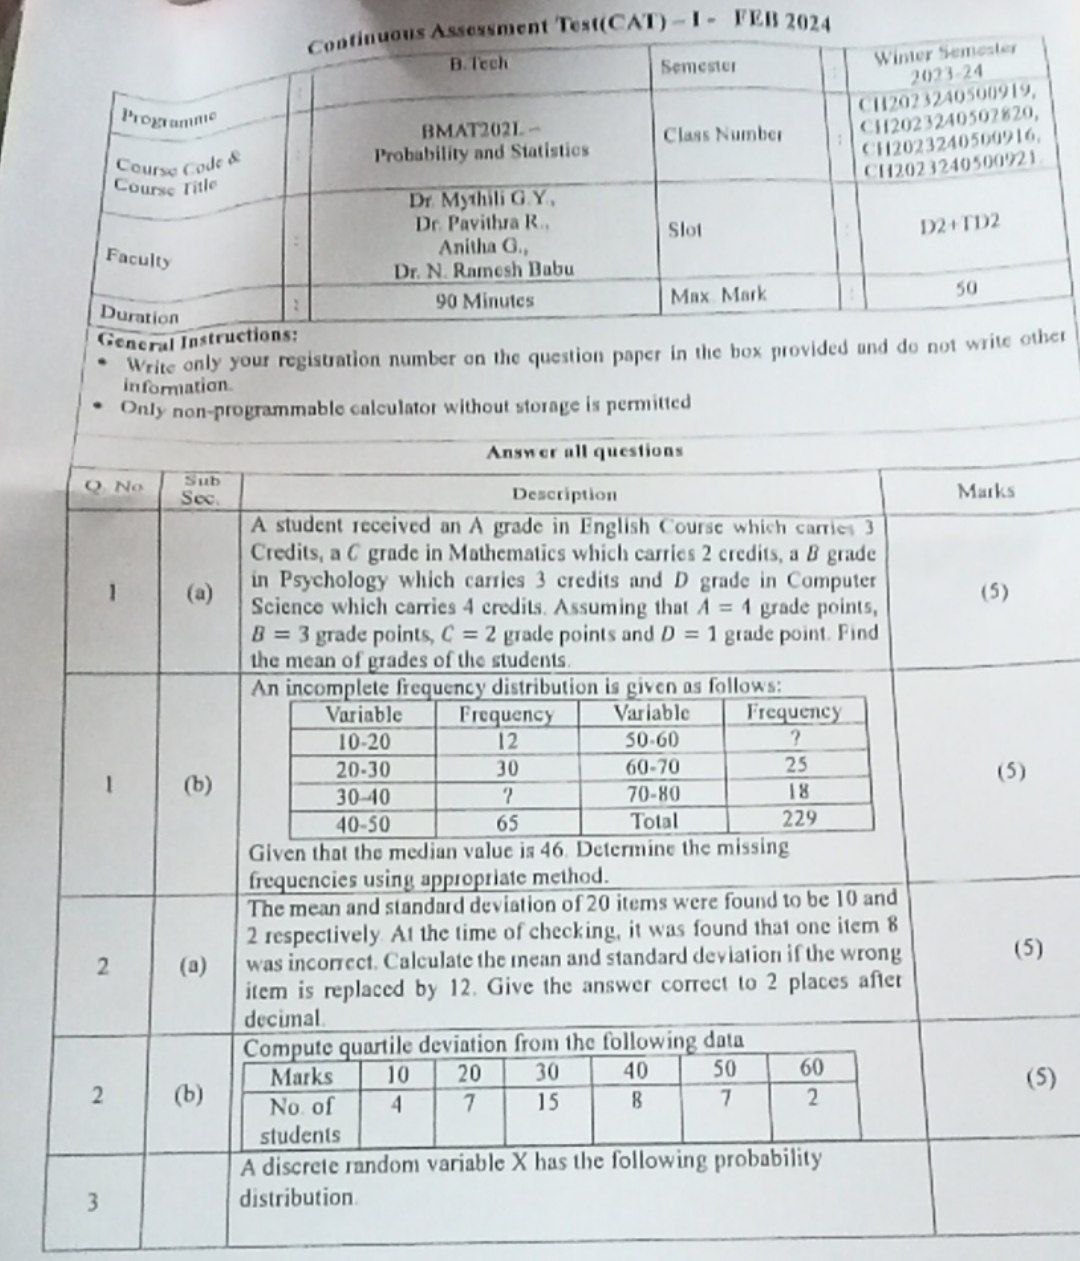 Continuous Assessment Test(CAT) – I - FEB 2024
Programme : B.Tech Semester : Winter Semester 2023-24
Course Code & Course Title : BMAT202L – Probability and Statistics Class Number : CH2023240500919, CH2023240502820, CH2023240500916, CH2023240500921
Faculty : Dr. Mythili G.Y., Dr. Pavithra R., Anitha G., Dr. N. Ramesh Babu Slot : D2+TD2
Duration : 90 Minutes Max. Mark : 50
General Instructions:
• Write only your registration number on the question paper in the box provided and do not write other
information.
• Only non-programmable calculator without storage is permitted
Answer all questions
Q. No Sub Sec. Description Marks
1 (a) A student received an A grade in English Course which carries 3
Credits, a C grade in Mathematics which carries 2 credits, a B grade
in Psychology which carries 3 credits and D grade in Computer
Science which carries 4 credits. Assuming that A = 4 grade points,
B = 3 grade points, C = 2 grade points and D = 1 grade point. Find
the mean of grades of the students.
(5)
1 (b) An incomplete frequency distribution is given as follows:
Variable Frequency Variable Frequency
10-20 12 50-60 ?
20-30 30 60-70 25
30-40 ? 70-80 18
40-50 65 Total 229
Given that the median value is 46. Determine the missing
frequencies using appropriate method.
(5)
2 (a) The mean and standard deviation of 20 items were found to be 10 and
2 respectively. At the time of checking, it was found that one item 8
was incorrect. Calculate the mean and standard deviation if the wrong
item is replaced by 12. Give the answer correct to 2 places after
decimal.
(5)
2 (b) Compute quartile deviation from the following data
Marks 10 20 30 40 50 60
No. of students 4 7 15 8 7 2
(5)
3 A discrete random variable X has the following probability
distribution.